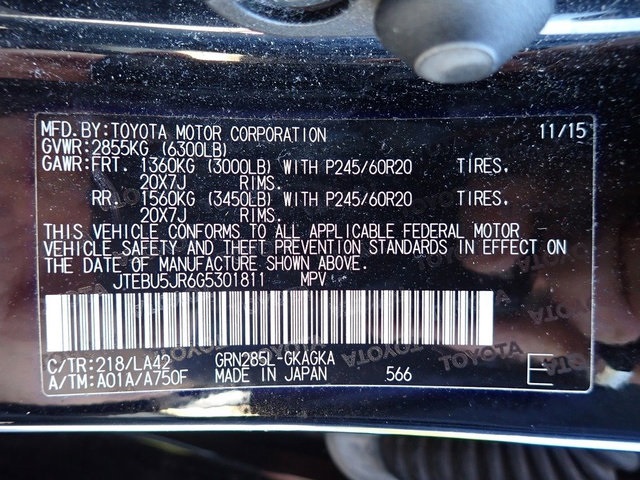 MFD.BY:TOYOTA MOTOR CORPORATION 11/15
GVWR:2855KG (6300LB)
GAWR:FRT. 1360KG (3000LB) WITH P245/60R20 TIRES,
20X7J RIMS.
RR. 1560KG (3450LB) WITH P245/60R20 TIRES,
20X7J RIMS.
THIS VEHICLE CONFORMS TO ALL APPLICABLE FEDERAL MOTOR
VEHICLE SAFETY AND THEFT PREVENTION STANDARDS IN EFFECT ON
THE DATE OF MANUFACTURE SHOWN ABOVE.
JTEBU5JR6G5301811 MPV
C/TR:218/LA42 GRN285L-GKAGKA
A/TM:A01A/A750F MADE IN JAPAN 566 E